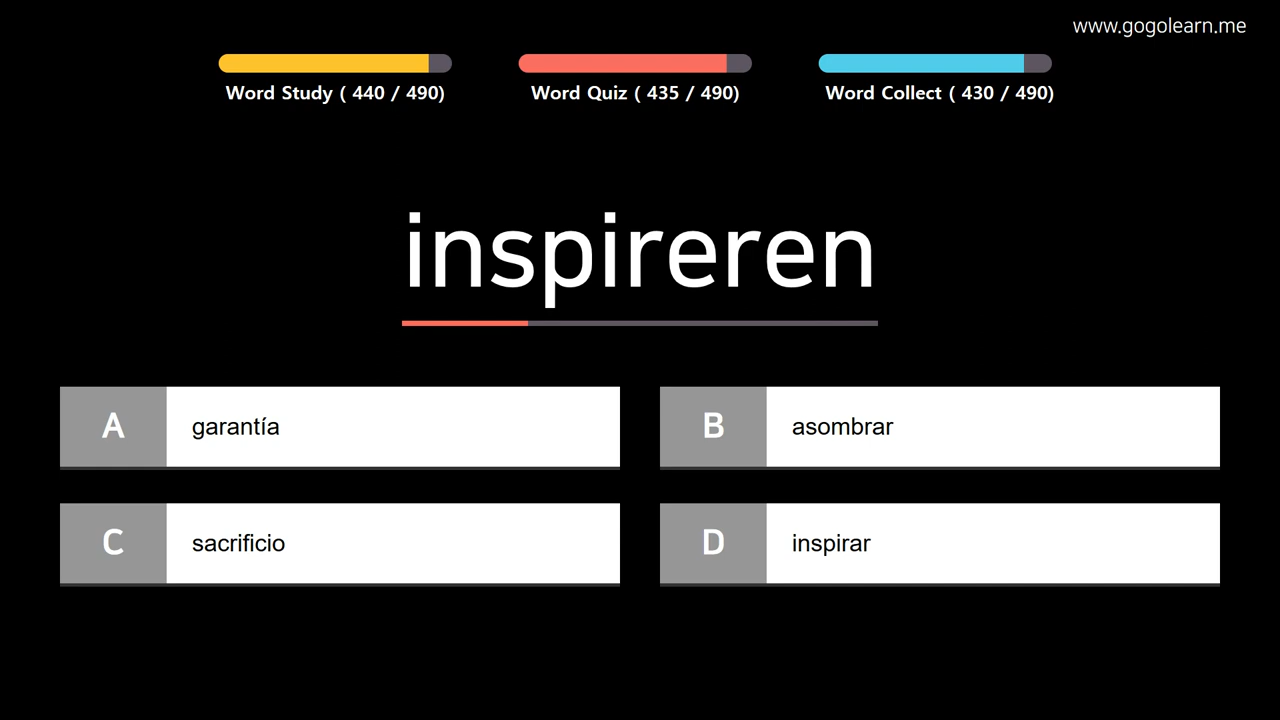 www.gogolearn.me
Word Study ( 440 / 490)
Word Quiz ( 435 / 490)
Word Collect ( 430 / 490)
inspireren
A
garantía
B
asombrar
C
sacrificio
D
inspirar